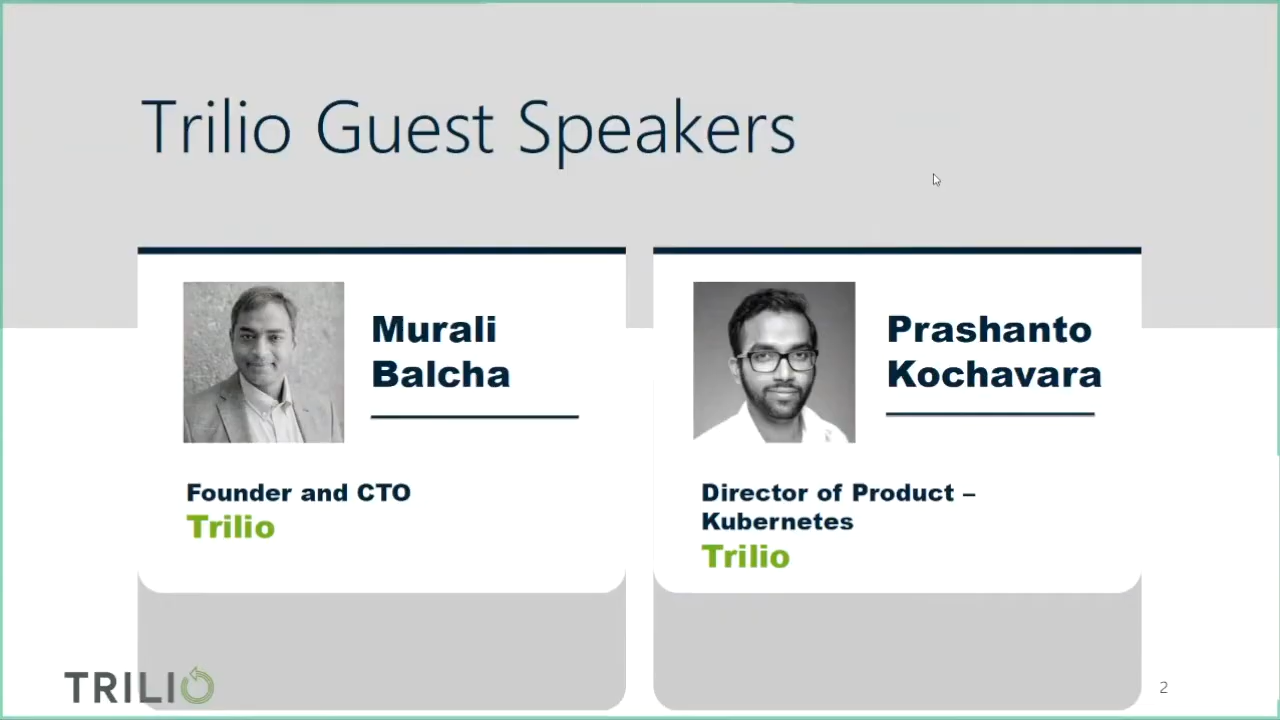 Trilio Guest Speakers
Murali
Balcha
Founder and CTO
Trilio
Prashanto
Kochavara
Director of Product –
Kubernetes
Trilio
TRILIO
2